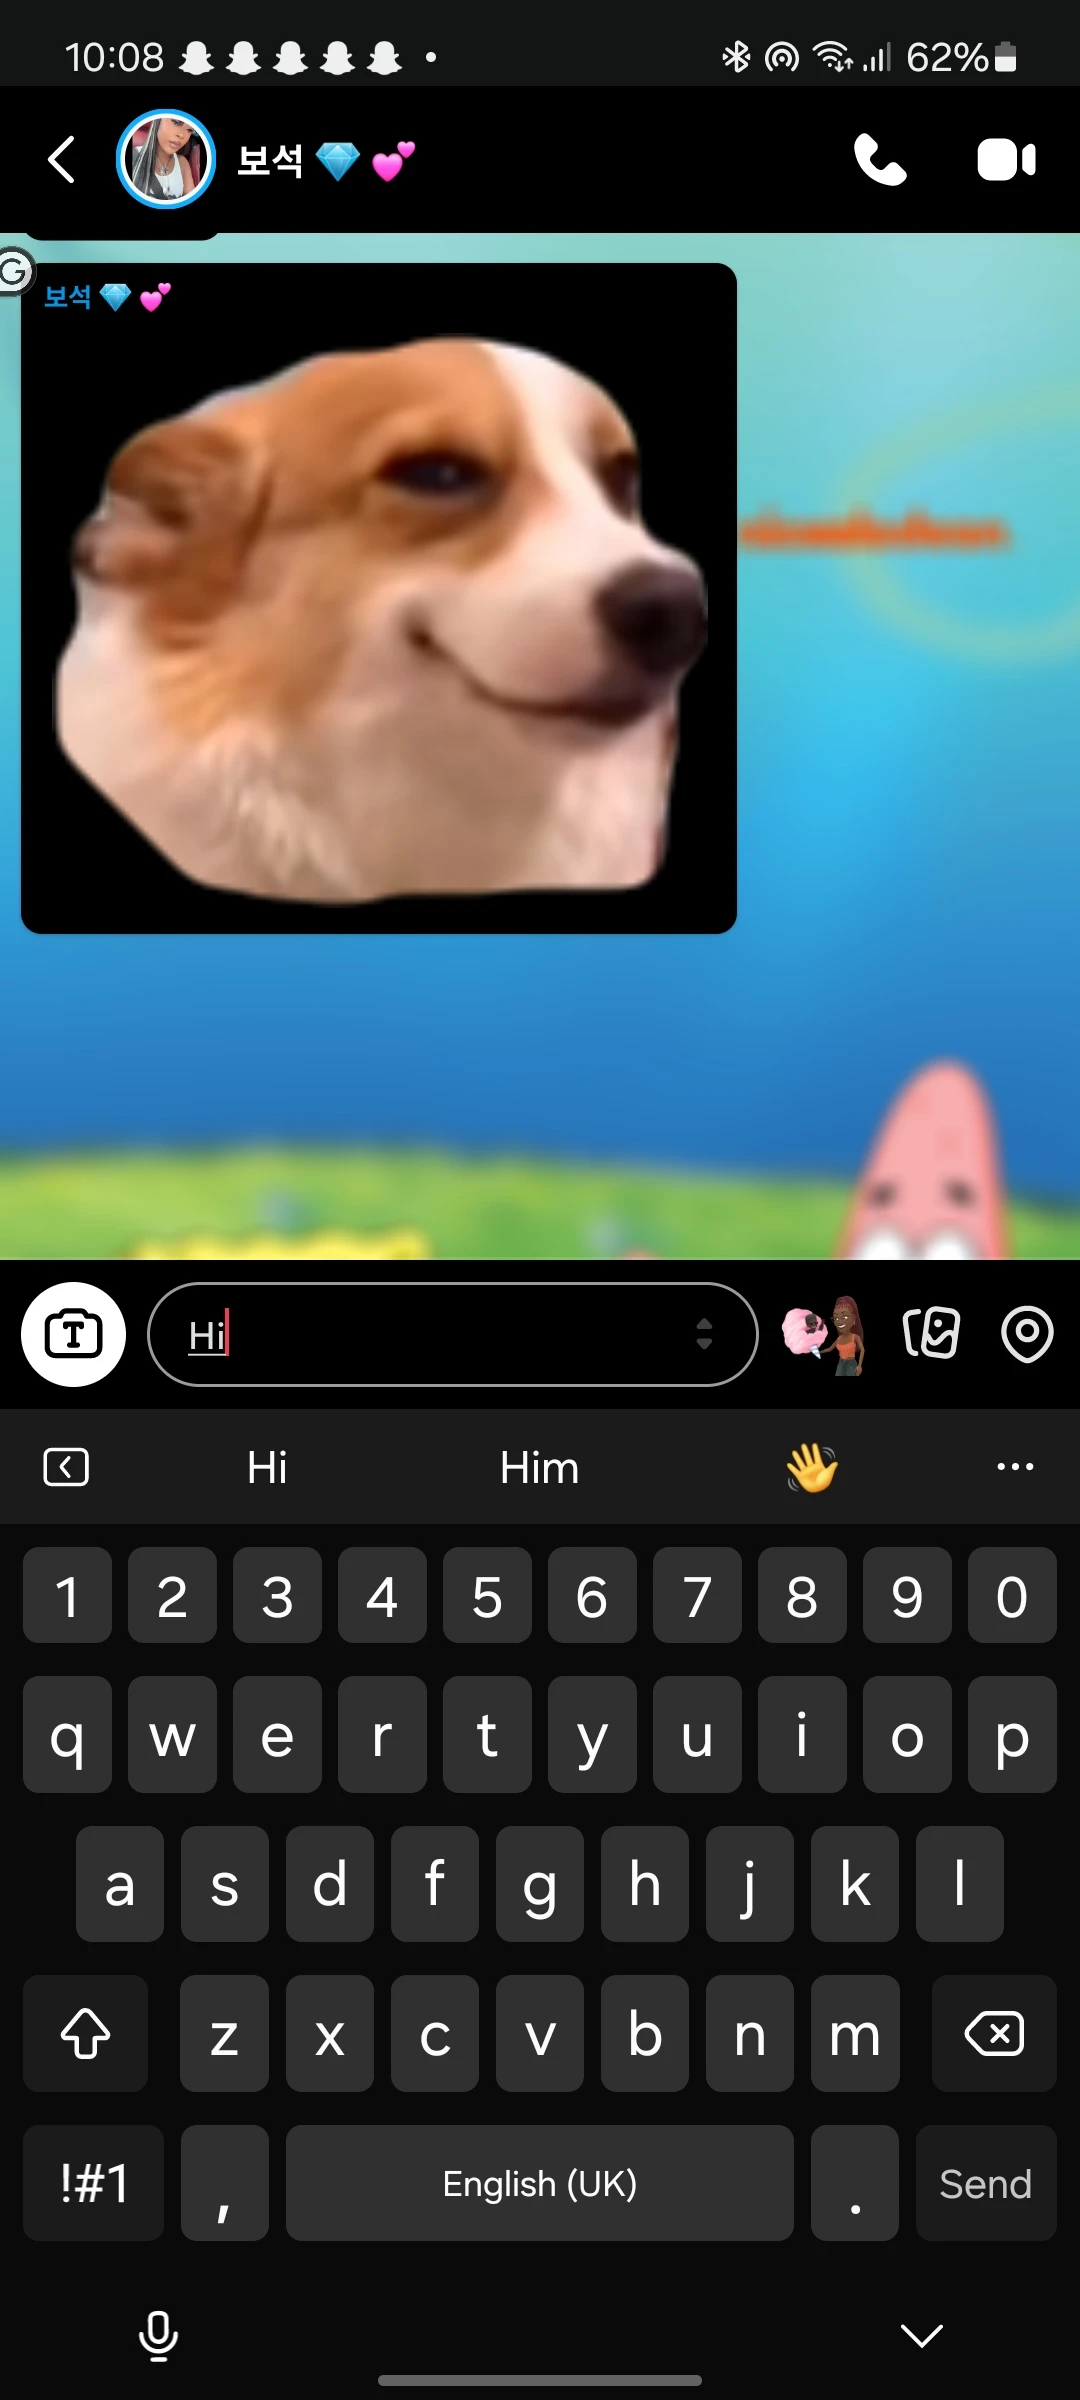 10:08
62%
보석 💎 💕
보석 💎 💕
Hi
Hi Him 👋 ...
1 2 3 4 5 6 7 8 9 0
q w e r t y u i o p
a s d f g h j k l
z x c v b n m
!#1 , English (UK) . Send